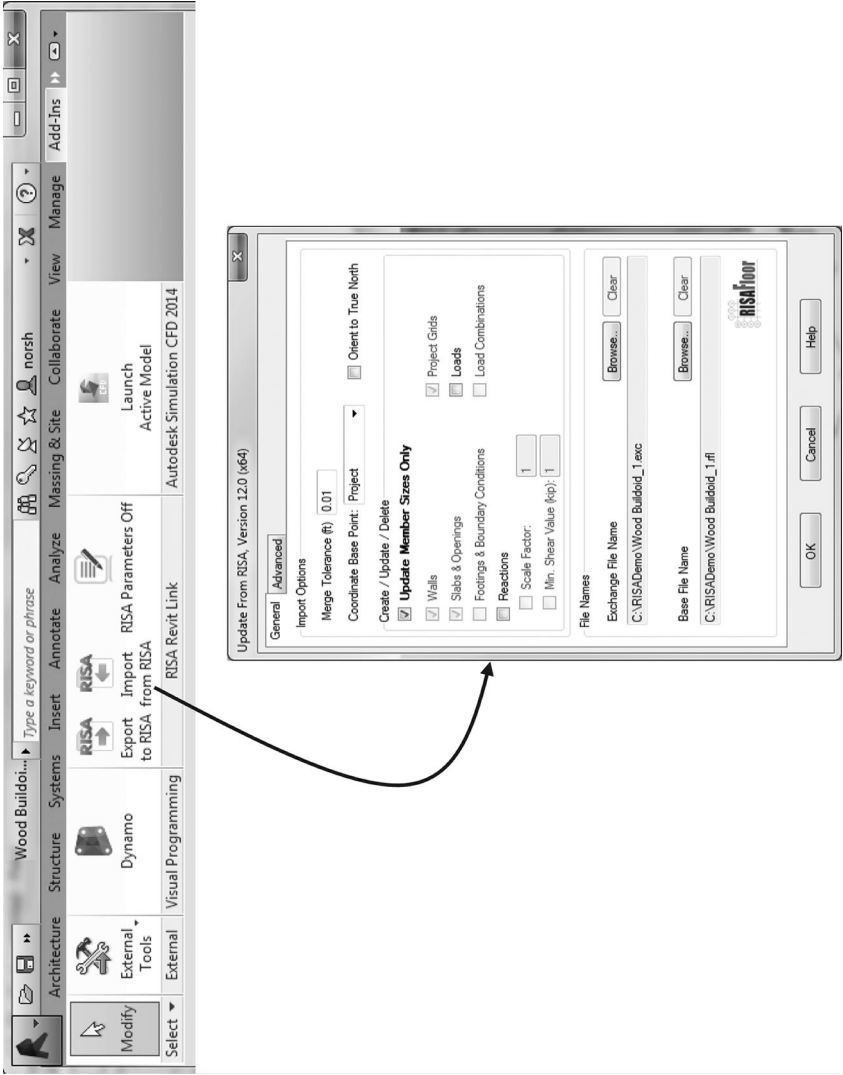 Wood Buildoi... Type a keyword or phrase norsh
Architecture Structure Systems Insert Annotate Analyze Massing & Site Collaborate View Manage Add-Ins
Modify
External Tools
Dynamo
RISA
Export to RISA
RISA
Import from RISA
RISA Parameters Off
CFD
Launch Active Model
Select External Visual Programming RISA Revit Link Autodesk Simulation CFD 2014
Update From RISA, Version 12.0 (x64)
General Advanced
Import Options
Merge Tolerance (ft) 0.01
Coordinate Base Point: Project Orient to True North
Create / Update / Delete
Update Member Sizes Only
Walls Project Grids
Slabs & Openings Loads
Footings & Boundary Conditions Load Combinations
Reactions
Scale Factor: 1
Min. Shear Value (kip): 1
File Names
Exchange File Name Browse.. Clear
C:\RISADemo\Wood Buildoid_1.exc
Base File Name Browse.. Clear
C:\RISADemo\Wood Buildoid_1.rfl
RISAFloor
OK Cancel Help